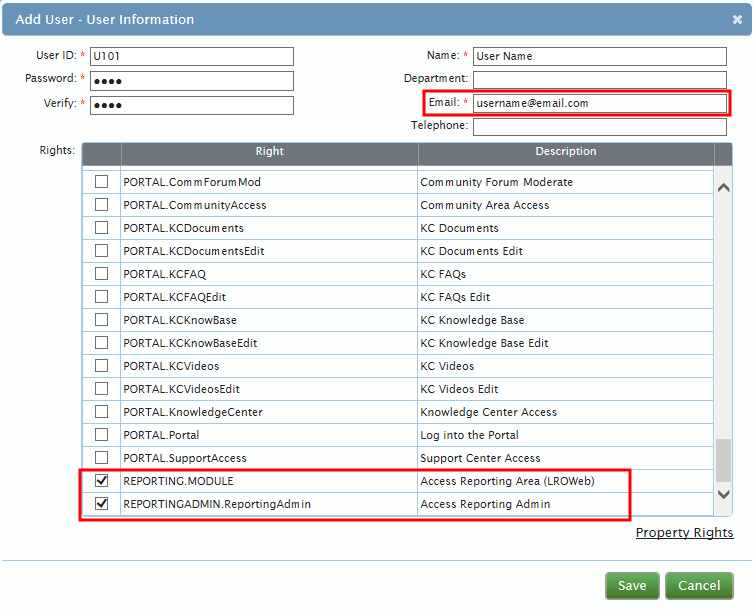 Add User - User Information
User ID: * U101
Name: * User Name
Password: * ●●●●
Department:
Verify: * ●●●●
Email: * username@email.com
Telephone:
Rights:
Right Description
PORTAL.CommForumMod Community Forum Moderate
PORTAL.CommunityAccess Community Area Access
PORTAL.KCDocuments KC Documents
PORTAL.KCDocumentsEdit KC Documents Edit
PORTAL.KCFAQ KC FAQs
PORTAL.KCFAQEdit KC FAQs Edit
PORTAL.KCKnowBase KC Knowledge Base
PORTAL.KCKnowBaseEdit KC Knowledge Base Edit
PORTAL.KCVideos KC Videos
PORTAL.KCVideosEdit KC Videos Edit
PORTAL.KnowledgeCenter Knowledge Center Access
PORTAL.Portal Log into the Portal
PORTAL.SupportAccess Support Center Access
REPORTING.MODULE Access Reporting Area (LROWeb)
REPORTINGADMIN.ReportingAdmin Access Reporting Admin
Property Rights
Save Cancel